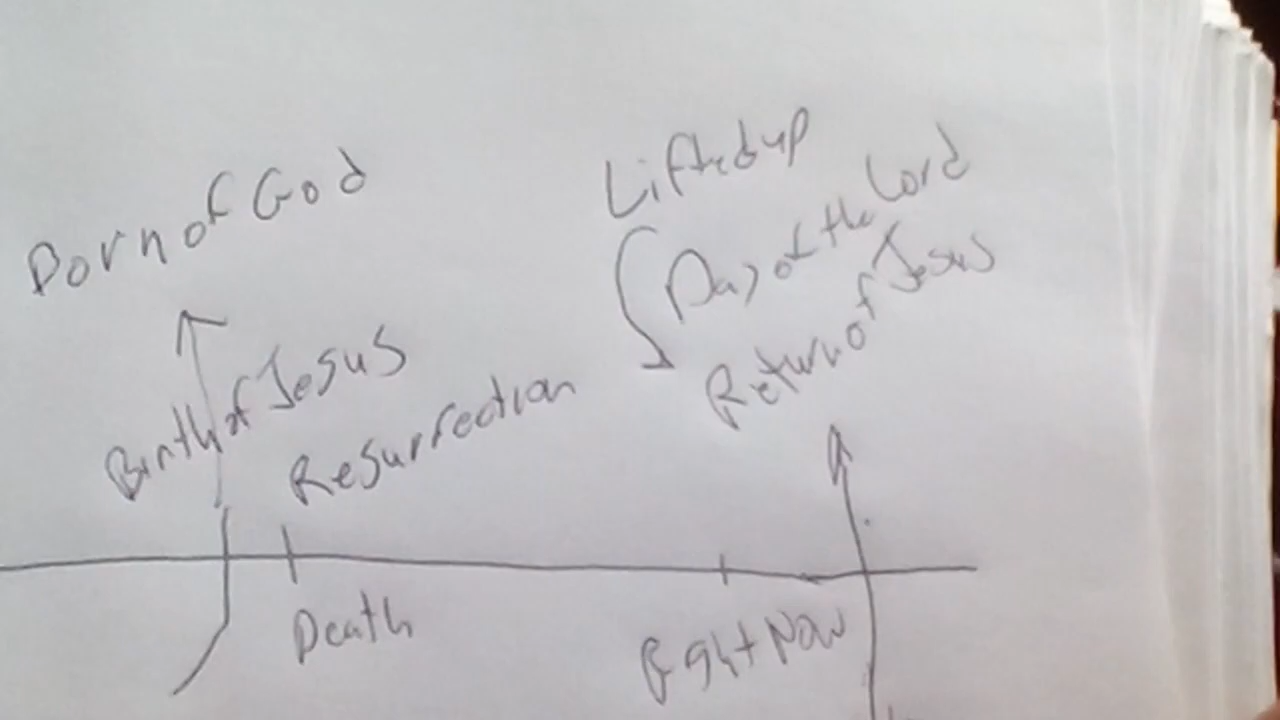 Born of God
Lifted up
Day of the Lord
Return of Jesus
Birth of Jesus
Resurrection
Death
Right Now